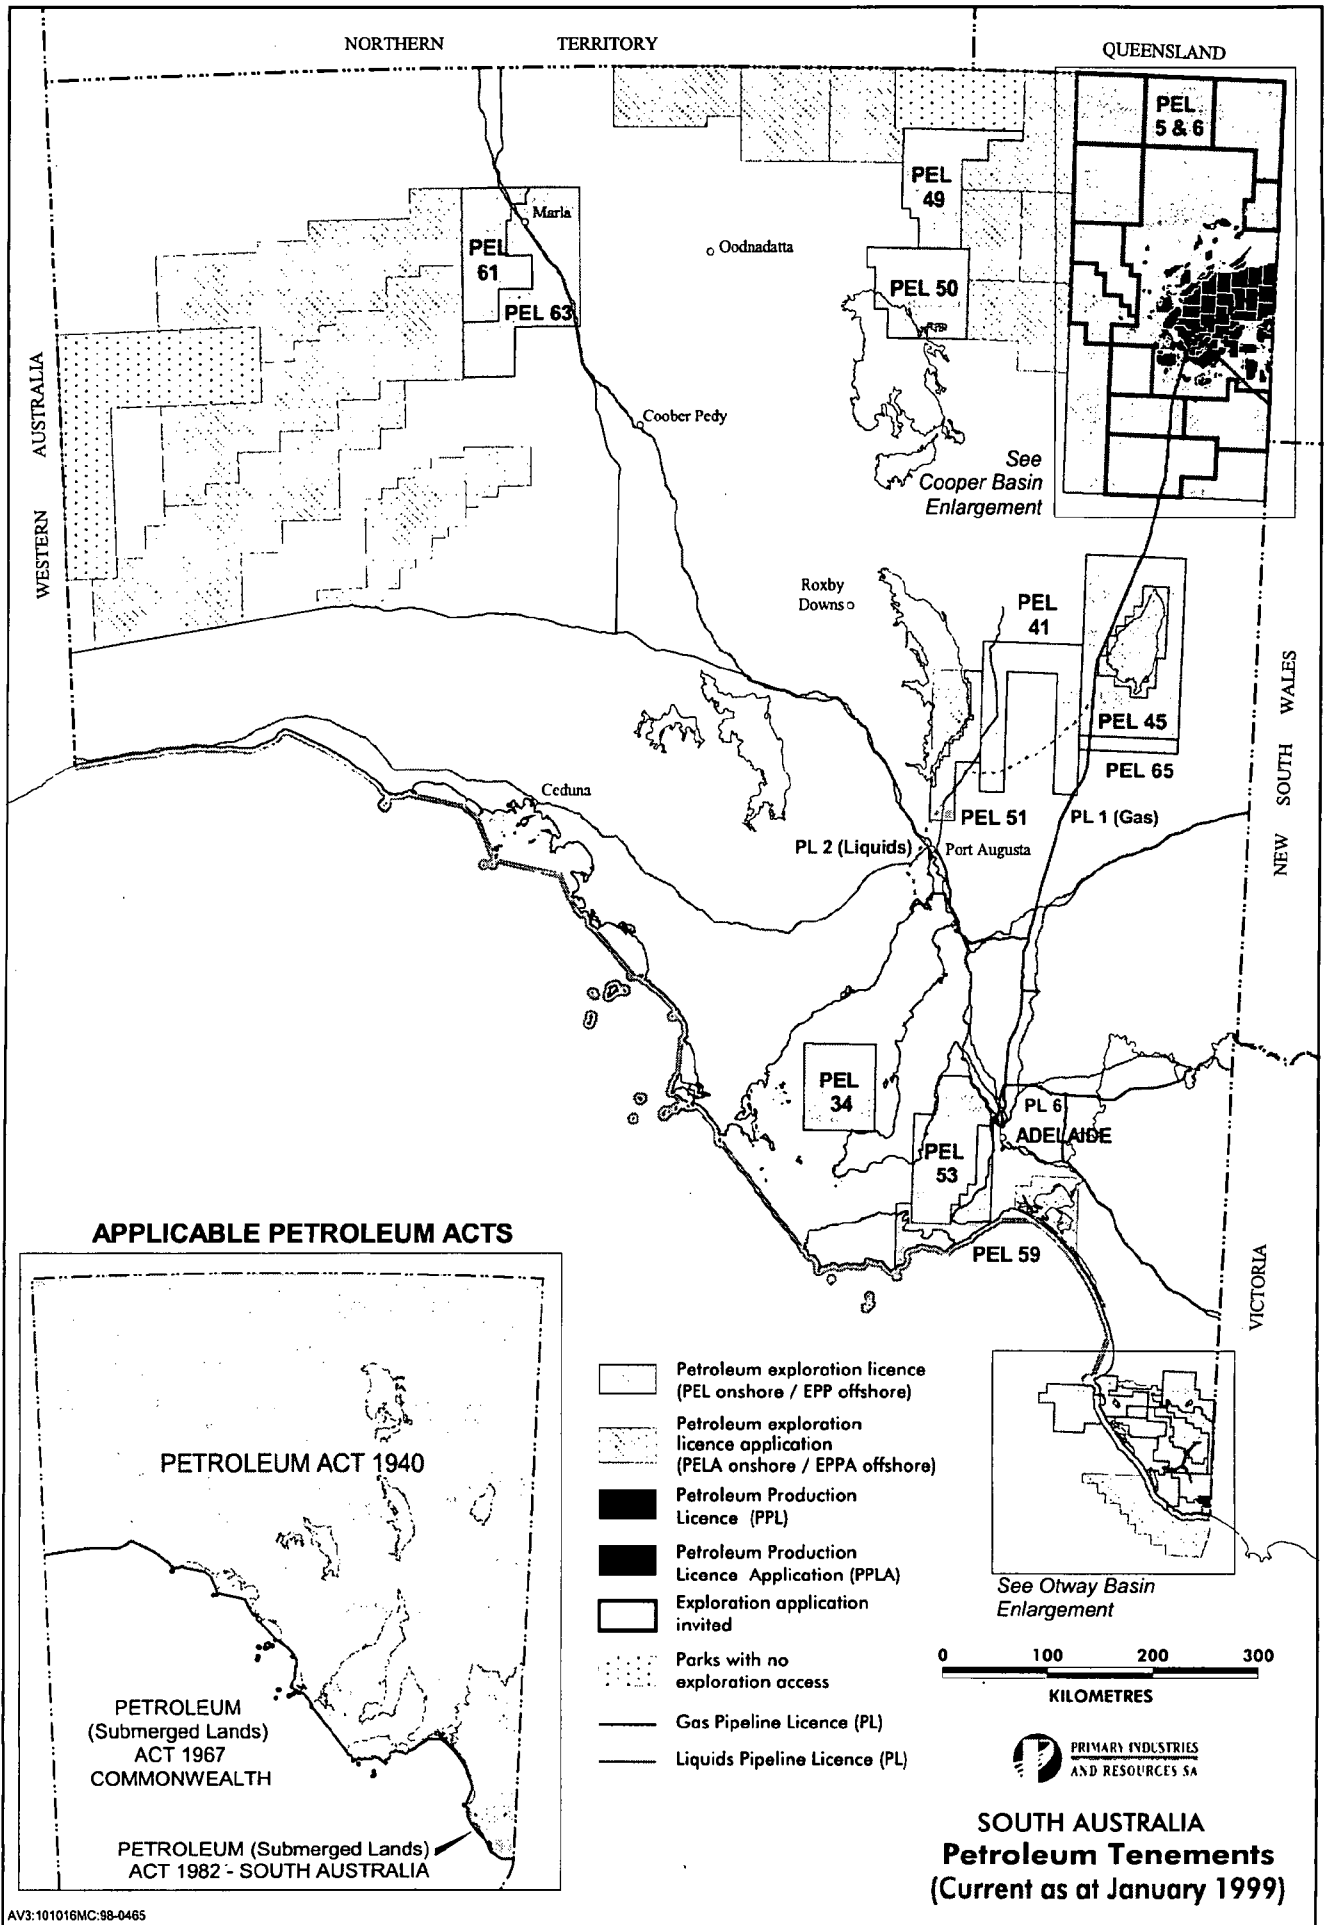 NORTHERN TERRITORY
QUEENSLAND
PEL
5 & 6
PEL
49
Marla
Oodnadatta
PEL
61
PEL 50
PEL 63
WESTERN AUSTRALIA
Coober Pedy
See
Cooper Basin
Enlargement
Roxby
Downs
PEL
41
NEW SOUTH WALES
PEL 45
PEL 65
Ceduna
PEL 51
PL 1 (Gas)
PL 2 (Liquids)
Port Augusta
PEL
34
PL 6
ADELAIDE
PEL
53
PEL 59
VICTORIA
APPLICABLE PETROLEUM ACTS
PETROLEUM ACT 1940
PETROLEUM
(Submerged Lands)
ACT 1967
COMMONWEALTH
PETROLEUM (Submerged Lands)
ACT 1982 - SOUTH AUSTRALIA
Petroleum exploration licence
(PEL onshore / EPP offshore)
Petroleum exploration
licence application
(PELA onshore / EPPA offshore)
Petroleum Production
Licence (PPL)
Petroleum Production
Licence Application (PPLA)
Exploration application
invited
Parks with no
exploration access
Gas Pipeline Licence (PL)
Liquids Pipeline Licence (PL)
See Otway Basin
Enlargement
0 100 200 300
KILOMETRES
PRIMARY INDUSTRIES
AND RESOURCES SA
SOUTH AUSTRALIA
Petroleum Tenements
(Current as at January 1999)
AV3:101016MC:98-0465